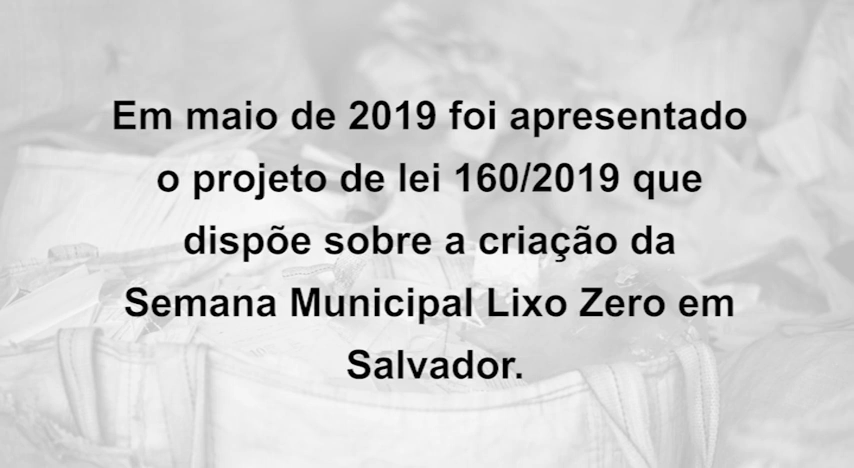 Em maio de 2019 foi apresentado
o projeto de lei 160/2019 que
dispõe sobre a criação da
Semana Municipal Lixo Zero em
Salvador.